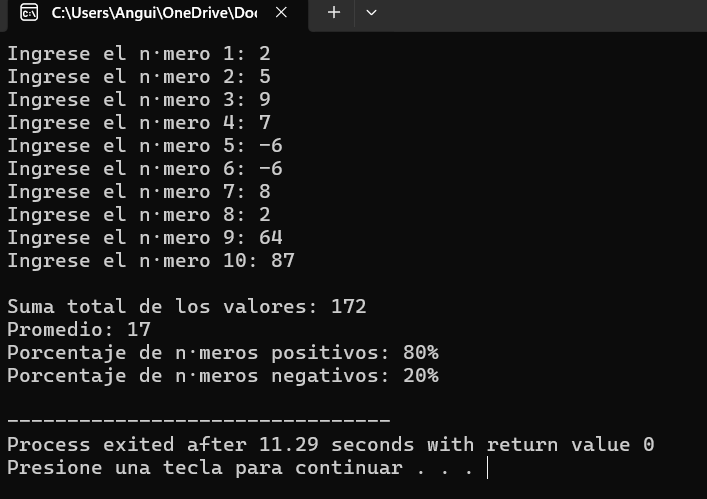 C:\Users\Angui\OneDrive\Doc
Ingrese el n·mero 1: 2
Ingrese el n·mero 2: 5
Ingrese el n·mero 3: 9
Ingrese el n·mero 4: 7
Ingrese el n·mero 5: -6
Ingrese el n·mero 6: -6
Ingrese el n·mero 7: 8
Ingrese el n·mero 8: 2
Ingrese el n·mero 9: 64
Ingrese el n·mero 10: 87
Suma total de los valores: 172
Promedio: 17
Porcentaje de n·meros positivos: 80%
Porcentaje de n·meros negativos: 20%
--------------------------------
Process exited after 11.29 seconds with return value 0
Presione una tecla para continuar . . .